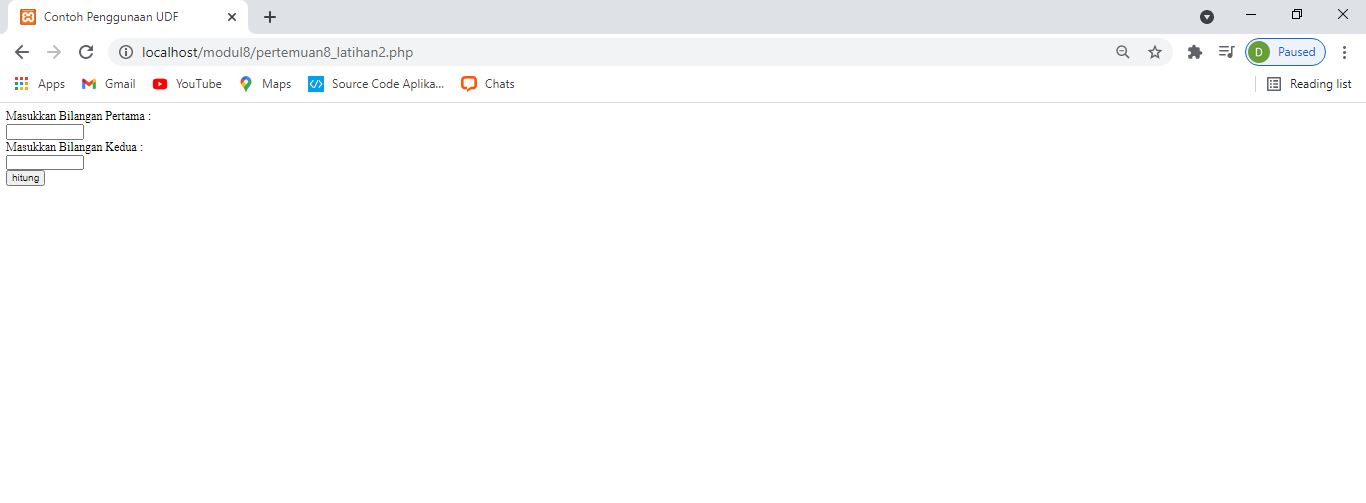 Contoh Penggunaan UDF
localhost/modul8/pertemuan8_latihan2.php
D Paused
Apps Gmail YouTube Maps Source Code Aplika... Chats Reading list
Masukkan Bilangan Pertama :
Masukkan Bilangan Kedua :
hitung